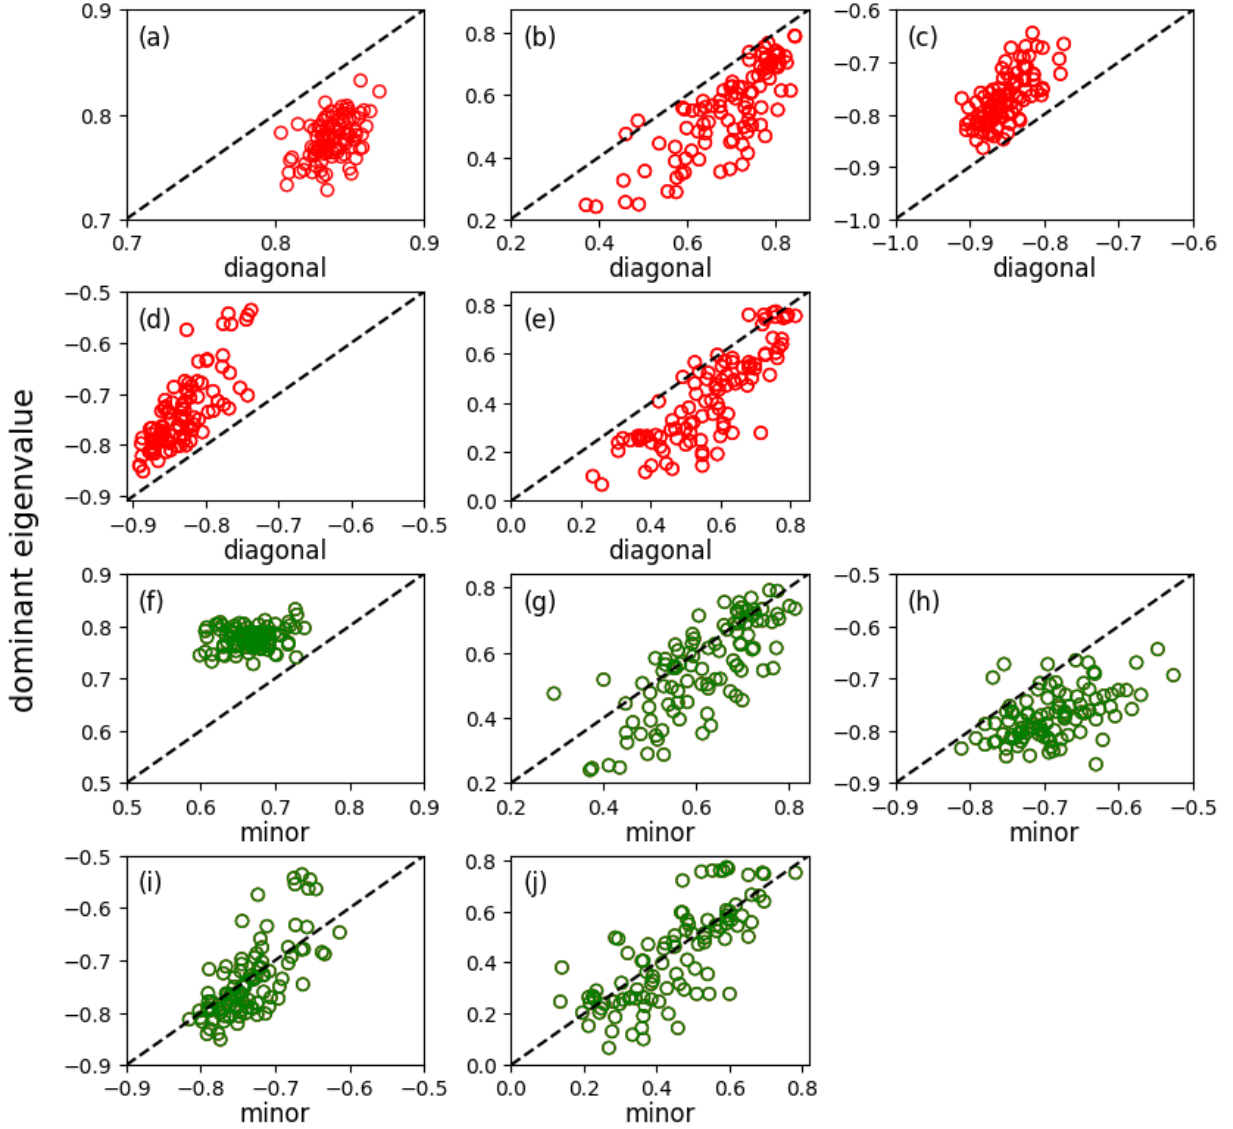 dominant eigenvalue
(a)
0.9
0.8
0.7
0.7 0.8 0.9
diagonal
(b)
0.8
0.6
0.4
0.2
0.2 0.4 0.6 0.8
diagonal
(c)
−0.6
−0.7
−0.8
−0.9
−1.0
−1.0 −0.9 −0.8 −0.7 −0.6
diagonal
(d)
−0.5
−0.6
−0.7
−0.8
−0.9
−0.9 −0.8 −0.7 −0.6 −0.5
diagonal
(e)
0.8
0.6
0.4
0.2
0.0
0.0 0.2 0.4 0.6 0.8
diagonal
(f)
0.9
0.8
0.7
0.6
0.5
0.5 0.6 0.7 0.8 0.9
minor
(g)
0.8
0.6
0.4
0.2
0.2 0.4 0.6 0.8
minor
(h)
−0.5
−0.6
−0.7
−0.8
−0.9
−0.9 −0.8 −0.7 −0.6 −0.5
minor
(i)
−0.5
−0.6
−0.7
−0.8
−0.9
−0.9 −0.8 −0.7 −0.6 −0.5
minor
(j)
0.8
0.6
0.4
0.2
0.0
0.0 0.2 0.4 0.6 0.8
minor